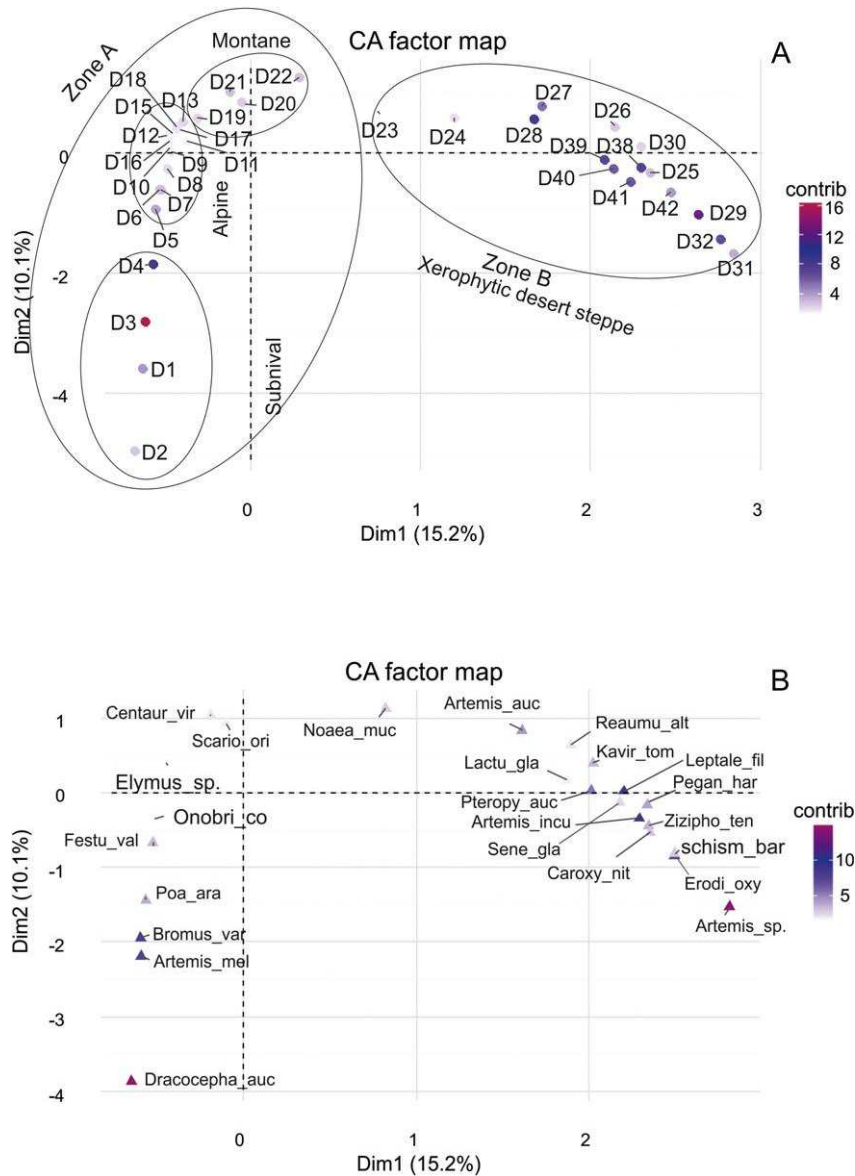 CA factor map
A
Zone A
Montane
D18
D13
D21
D22
D15
D19
D20
D12
D17
D16
D9
D11
D10
D8
D6
D7
D5
Alpine
D4
D3
D1
D2
Subnival
D27
D23
D24
D28
D26
D39
D38
D30
D40
D25
D41
D42
D29
D32
D31
Zone B
Xerophytic desert steppe
contrib
16
12
8
4
0
-2
-4
Dim2 (10.1%)
0
1
2
3
Dim1 (15.2%)
CA factor map
B
Centaur_vir
Scario_ori
Noaea_muc
Artemis_auc
Reaumu_alt
Kavir_tom
Lactu_gla
Leptale_fil
Elymus_sp.
Pegan_har
Pteropy_auc
Onobri_co
Artemis_incu
Zizipho_ten
Festu_val
Sene_gla
schism_bar
Caroxy_nit
Erodi_oxy
Poa_ara
Artemis_sp.
Bromus_var
Artemis_mel
Dracocepha_auc
contrib
10
5
1
0
-1
-2
-3
-4
Dim2 (10.1%)
0
1
2
Dim1 (15.2%)